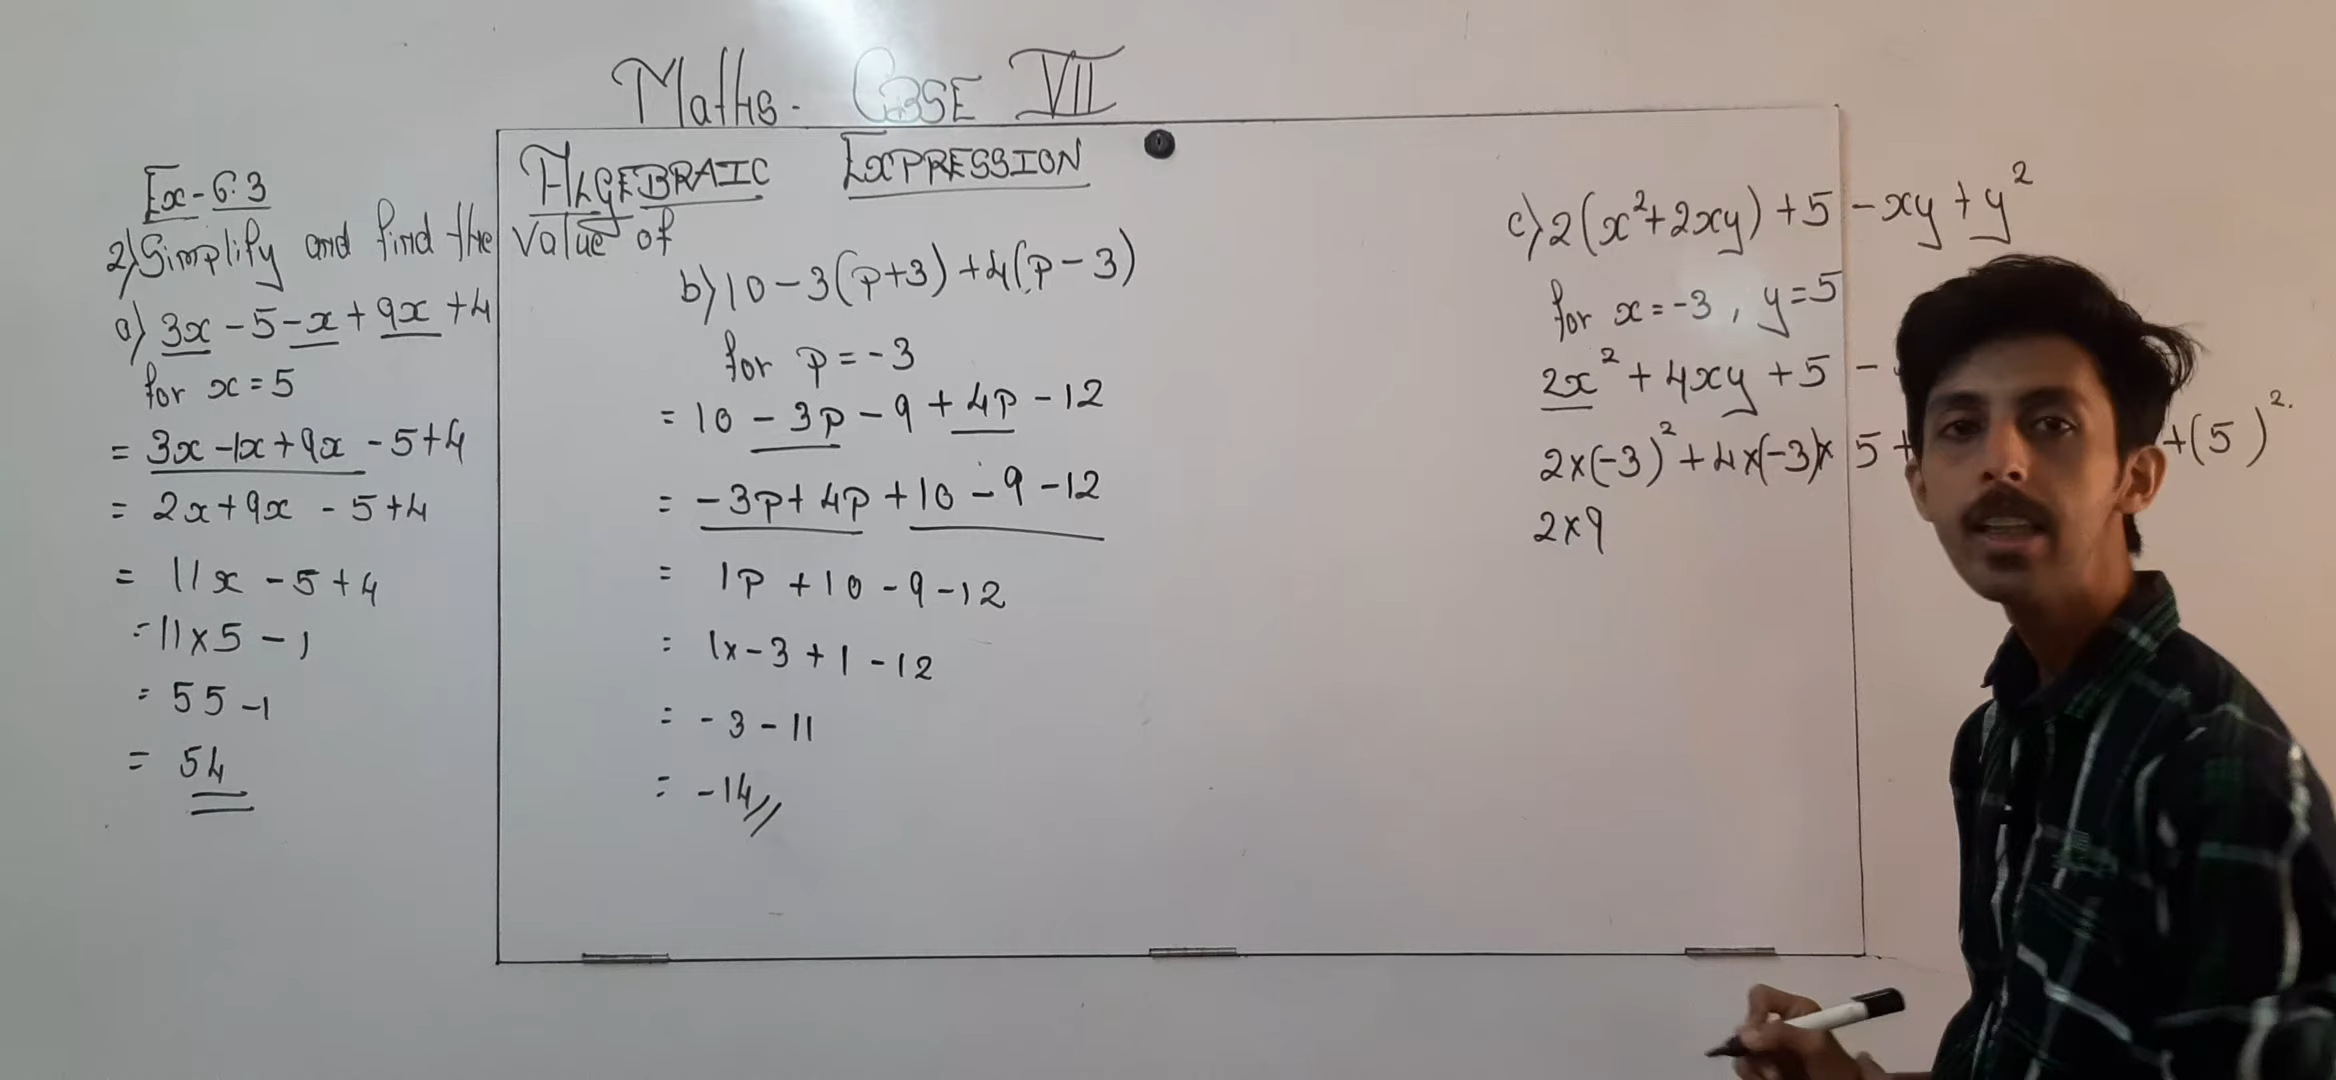 Maths. CBSE VII
ALGEBRAIC EXPRESSION
Ex-6.3
2) Simplify and find the value of
a) 3x - 5 - x + 9x + 4
for x = 5
= 3x - 1x + 9x - 5 + 4
= 2x + 9x - 5 + 4
= 11x - 5 + 4
= 11 x 5 - 1
= 55 - 1
= 54
b) 10 - 3(p + 3) + 4(p - 3)
for p = -3
= 10 - 3p - 9 + 4p - 12
= -3p + 4p + 10 - 9 - 12
= 1p + 10 - 9 - 12
= 1x - 3 + 1 - 12
= -3 - 11
= -14
c) 2(x² + 2xy) + 5 - xy + y²
for x = -3, y = 5
2x² + 4xy + 5 -
2 x (-3)² + 4 x (-3) x 5 + + (5)².
2 x 9